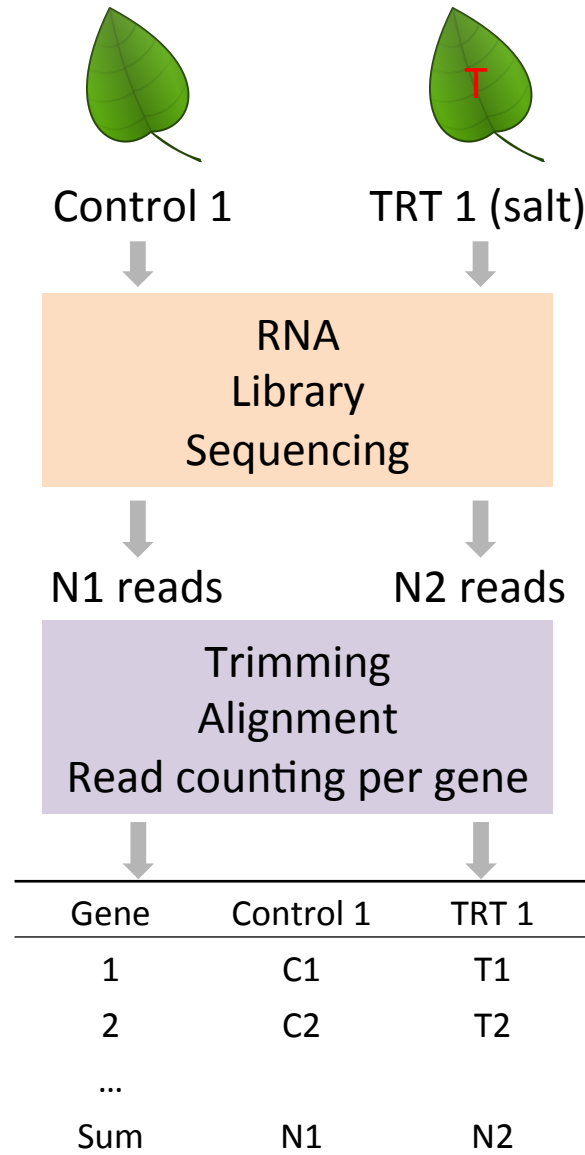 T
Control 1 TRT 1 (salt)
RNA
Library
Sequencing
N1 reads N2 reads
Trimming
Alignment
Read counting per gene
Gene Control 1 TRT 1
1 C1 T1
2 C2 T2
...
Sum N1 N2